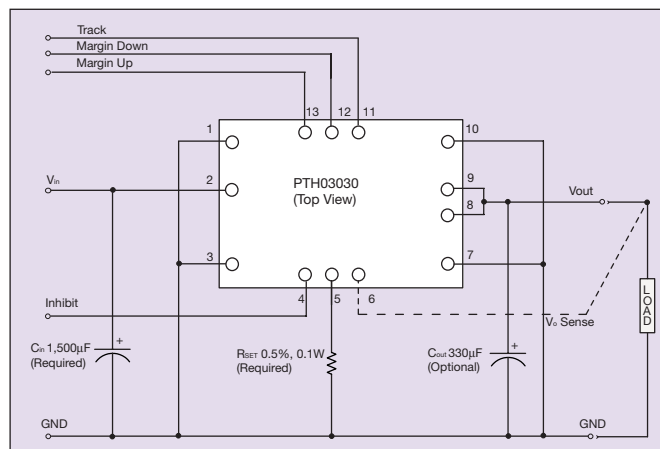 Track
Margin Down
Margin Up
13 12 11
1
10
PTH03030
(Top View)
Vin
2
9
8
Vout
3
7
Inhibit
4 5 6
Vo Sense
LOAD
Cin 1,500µF
(Required)
+
RSET 0.5%, 0.1W
(Required)
Cout 330µF
(Optional)
+
GND
GND